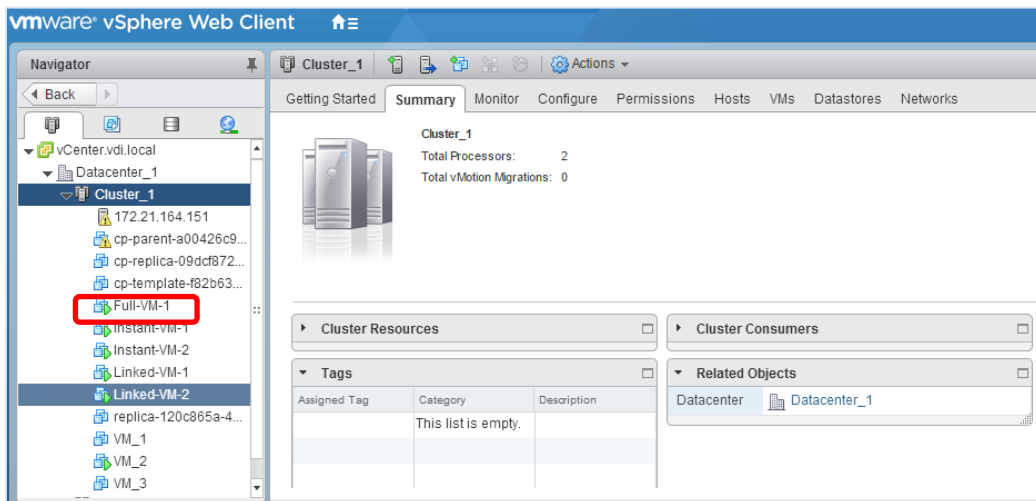 vmware® vSphere Web Client
Navigator
Cluster_1
Actions
Back
Getting Started Summary Monitor Configure Permissions Hosts VMs Datastores Networks
vCenter.vdi.local
Datacenter_1
Cluster_1
172.21.164.151
cp-parent-a00426c9...
cp-replica-09dcf872...
cp-template-f82b63...
Full-VM-1
Instant-VM-1
Instant-VM-2
Linked-VM-1
Linked-VM-2
replica-120c865a-4...
VM_1
VM_2
VM_3
Cluster_1
Total Processors: 2
Total vMotion Migrations: 0
Cluster Resources
Cluster Consumers
Tags
Assigned Tag Category Description
This list is empty.
Related Objects
Datacenter Datacenter_1